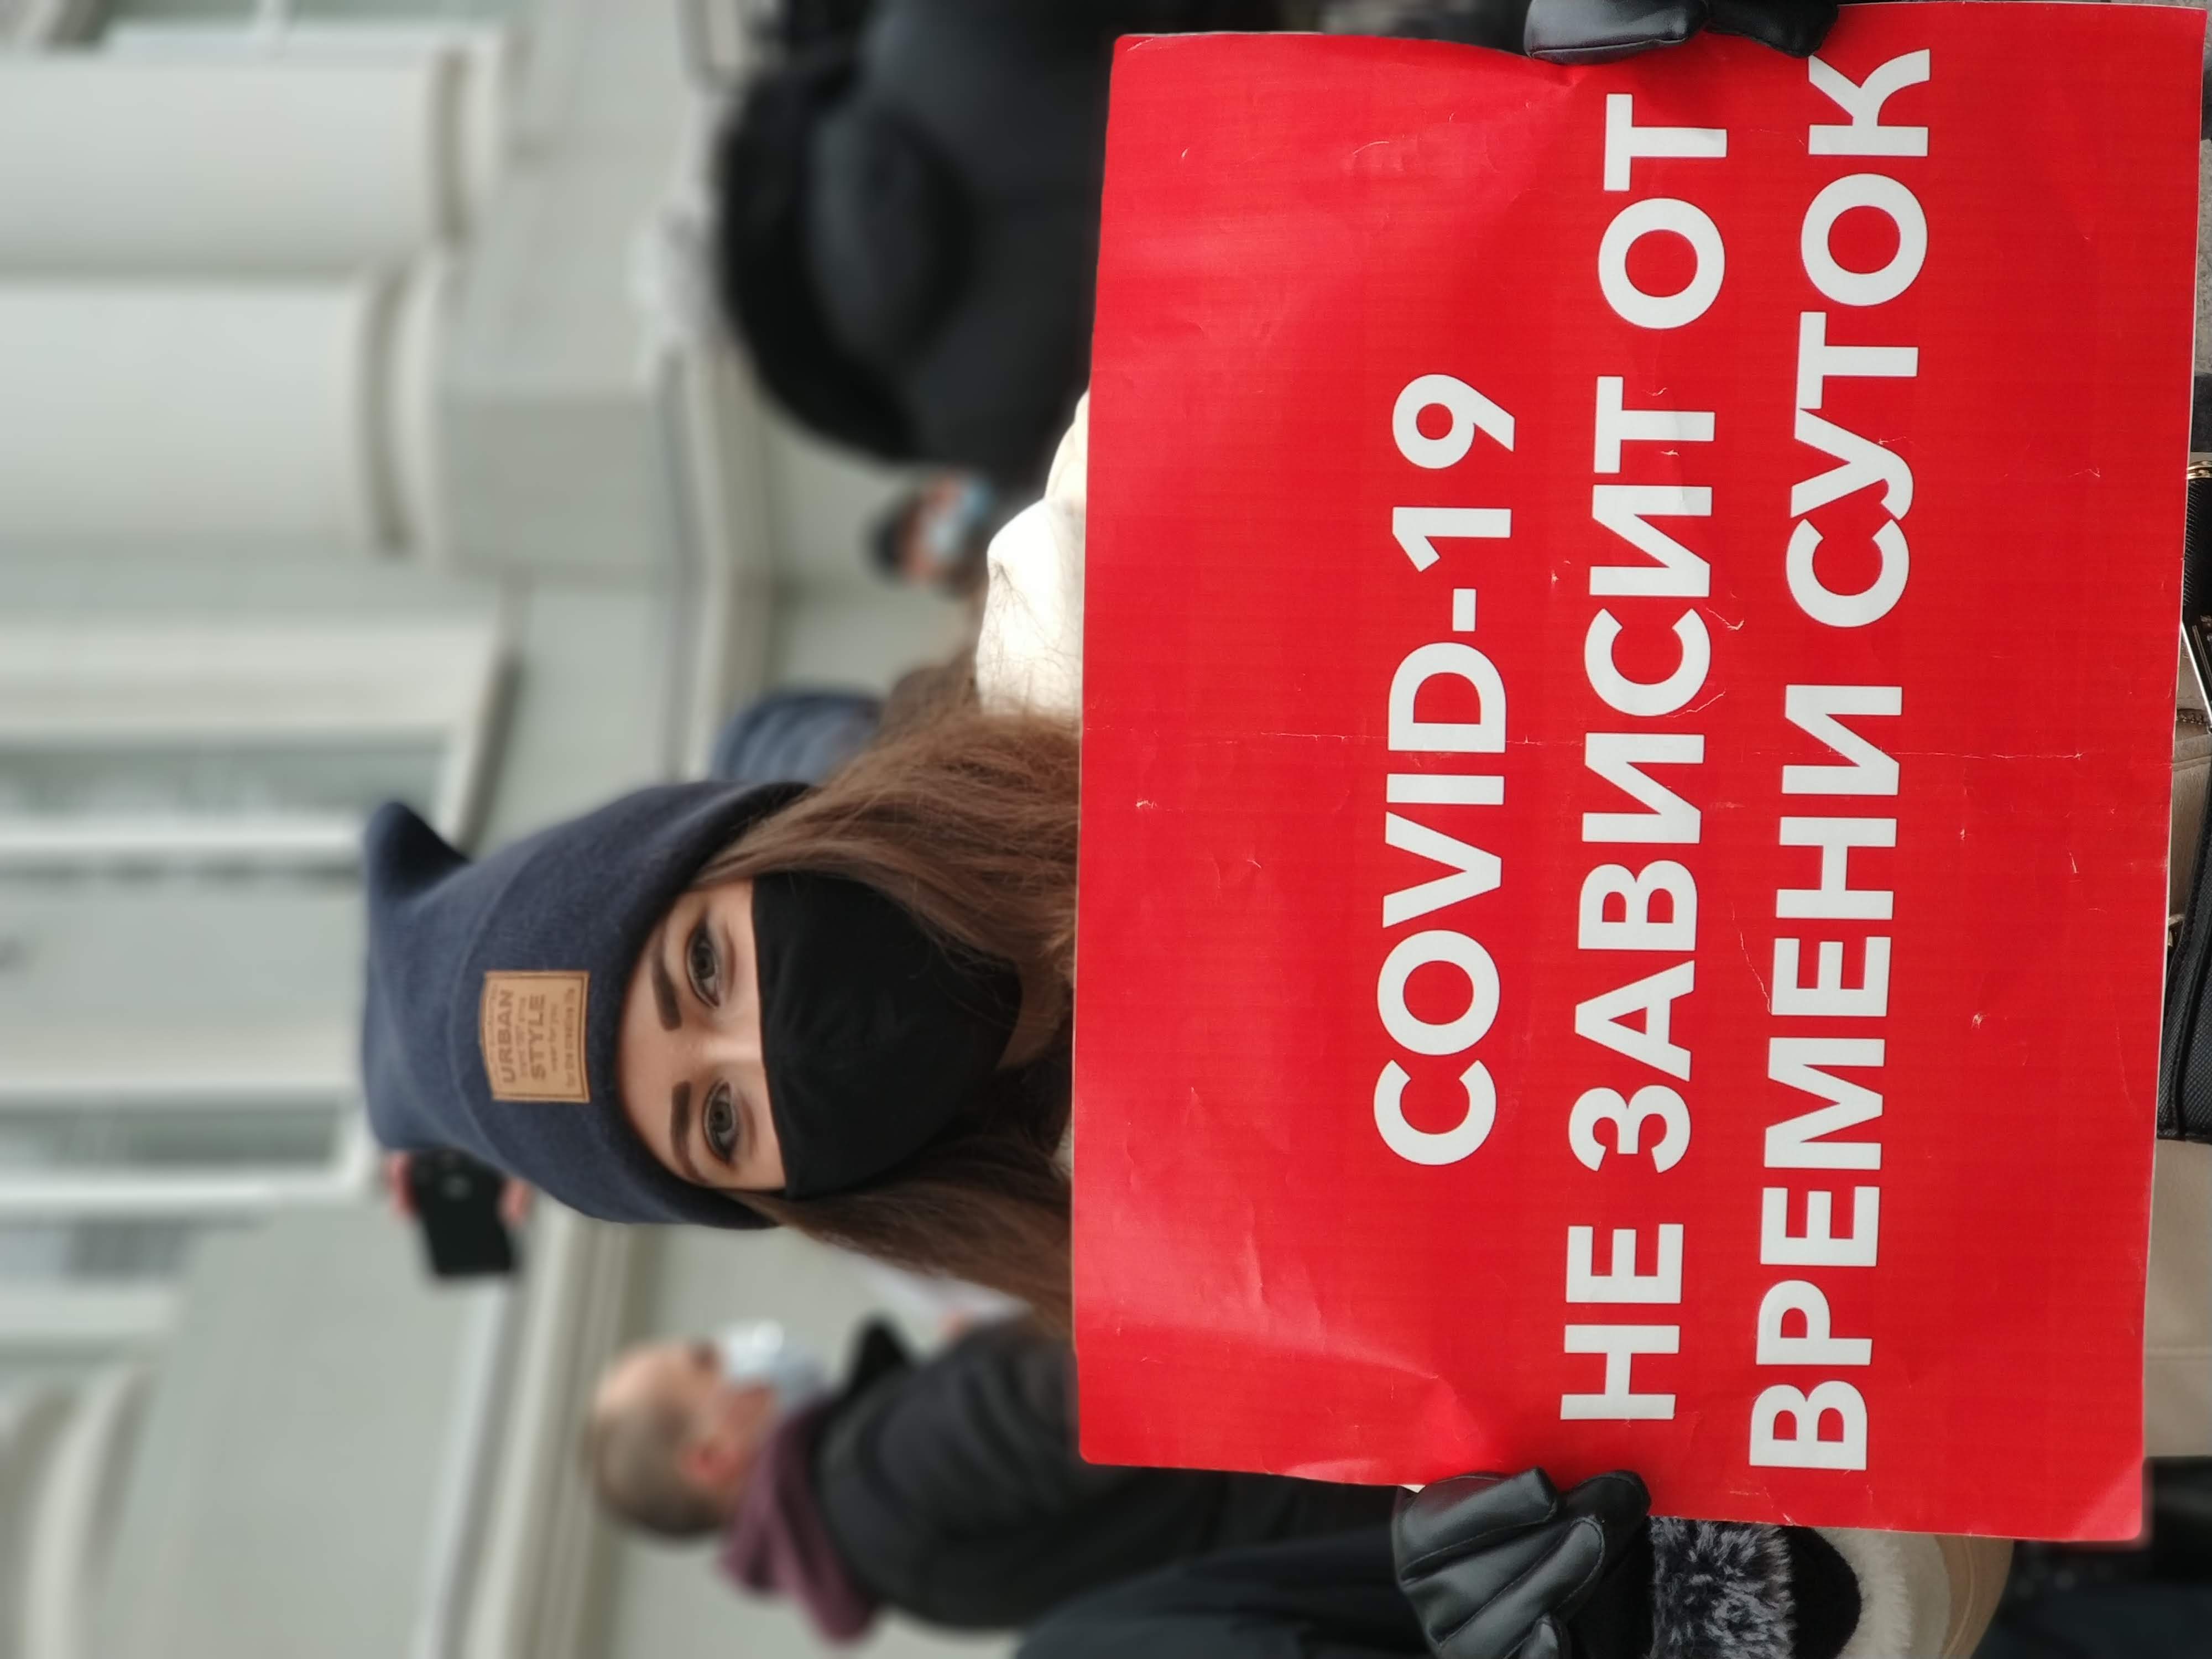 URBAN
STYLE
COVID-19
НЕ ЗАВИСИТ ОТ
ВРЕМЕНИ СУТОК